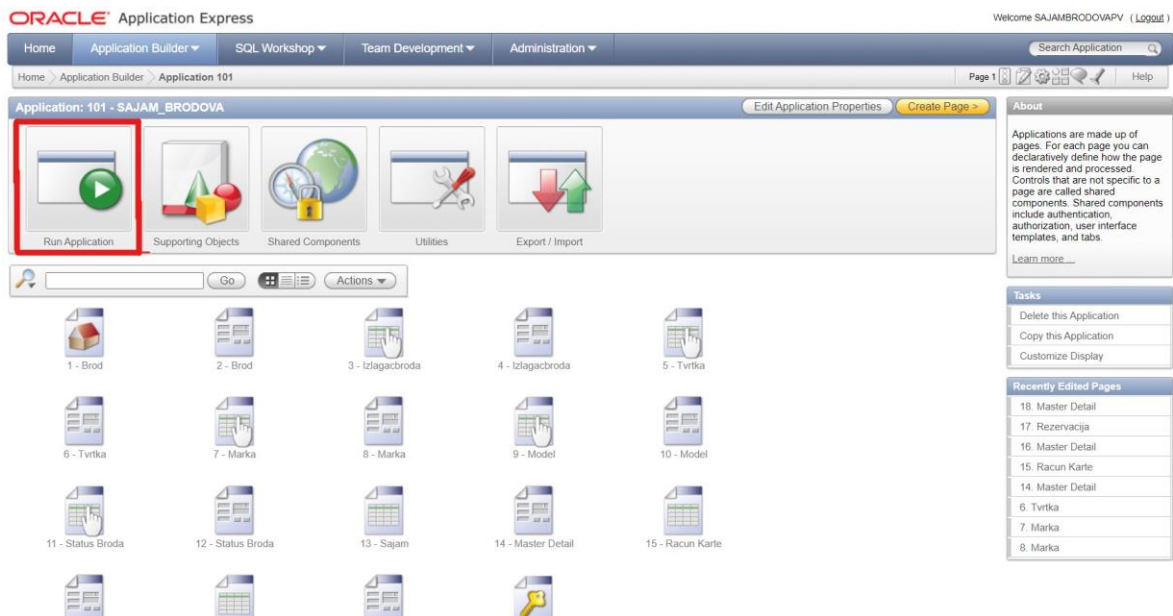 ORACLE Application Express
Welcome SAJAMBRODOVAPV ( Logout )
Home Application Builder SQL Workshop Team Development Administration
Search Application
Home Application Builder Application 101
Page 1 Help
Application: 101 - SAJAM_BRODOVA
Edit Application Properties Create Page >
Run Application Supporting Objects Shared Components Utilities Export / Import
Go Actions
1 - Brod 2 - Brod 3 - Izlagacbroda 4 - Izlagacbroda 5 - Tvrtka
6 - Tvrtka 7 - Marka 8 - Marka 9 - Model 10 - Model
11 - Status Broda 12 - Status Broda 13 - Sajam 14 - Master Detail 15 - Racun Karte
About
Applications are made up of
pages. For each page you can
declaratively define how the page
is rendered and processed.
Controls that are not specific to a
page are called shared
components. Shared components
include authentication,
authorization, user interface
templates, and tabs.
Learn more ...
Tasks
Delete this Application
Copy this Application
Customize Display
Recently Edited Pages
18. Master Detail
17. Rezervacija
16. Master Detail
15. Racun Karte
14. Master Detail
6. Tvrtka
7. Marka
8. Marka